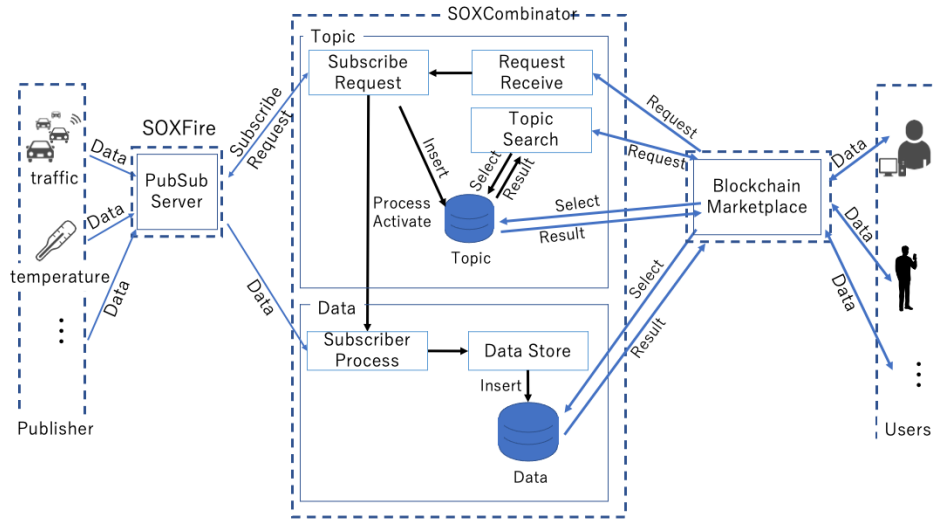 SOXCombinator
Topic
Subscribe
Request
Request
Receive
Topic
Search
Subscribe
Request
Insert
Select
Result
Process
Activate
Topic
Select
Result
Request
Request
SOXFire
PubSub
Server
Data
traffic
Data
temperature
Data
⋮
Publisher
Data
Data
Subscriber
Process
Data Store
Insert
Data
Select
Result
Blockchain
Marketplace
Data
Data
Data
⋮
Users